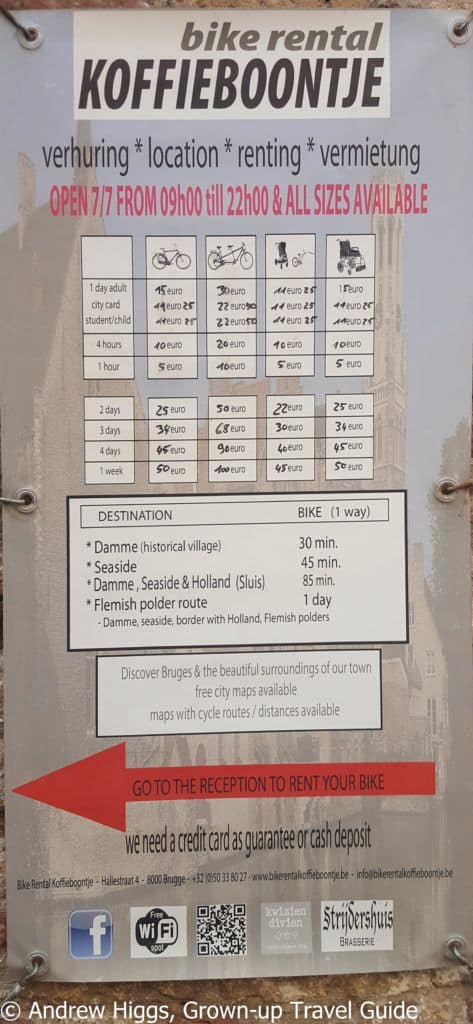 bike rental
KOFFIEBOONTJE
verhuring * location * renting * vermietung
OPEN 7/7 FROM 09h00 till 22h00 & ALL SIZES AVAILABLE
1 day adult 15 euro 30 euro 11 euro 25 15 euro
city card 11 euro 25 22 euro 50 11 euro 25 11 euro 25
student/child 11 euro 25 22 euro 50 11 euro 25 11 euro 25
4 hours 10 euro 20 euro 10 euro 10 euro
1 hour 5 euro 10 euro 5 euro 5 euro
2 days 25 euro 50 euro 22 euro 25 euro
3 days 34 euro 68 euro 30 euro 34 euro
4 days 45 euro 90 euro 40 euro 45 euro
1 week 50 euro 100 euro 45 euro 50 euro
DESTINATION BIKE (1 way)
* Damme (historical village) 30 min.
* Seaside 45 min.
* Damme , Seaside & Holland (Sluis) 85 min.
* Flemish polder route 1 day
- Damme, seaside, border with Holland, Flemish polders
Discover Bruges & the beautiful surroundings of our town
free city maps available
maps with cycle routes / distances available
GO TO THE RECEPTION TO RENT YOUR BIKE
we need a credit card as guarantee or cash deposit
Bike Rental Koffieboontje - Hallestraat 4 - 8000 Brugge - +32 (0)50 33 80 27 - www.bikerentalkoffieboontje.be - info@bikerentalkoffieboontje.be
f
Free
WiFi
spot
kwizien
divien
Strijdershuis
BRASSERIE
© Andrew Higgs, Grown-up Travel Guide